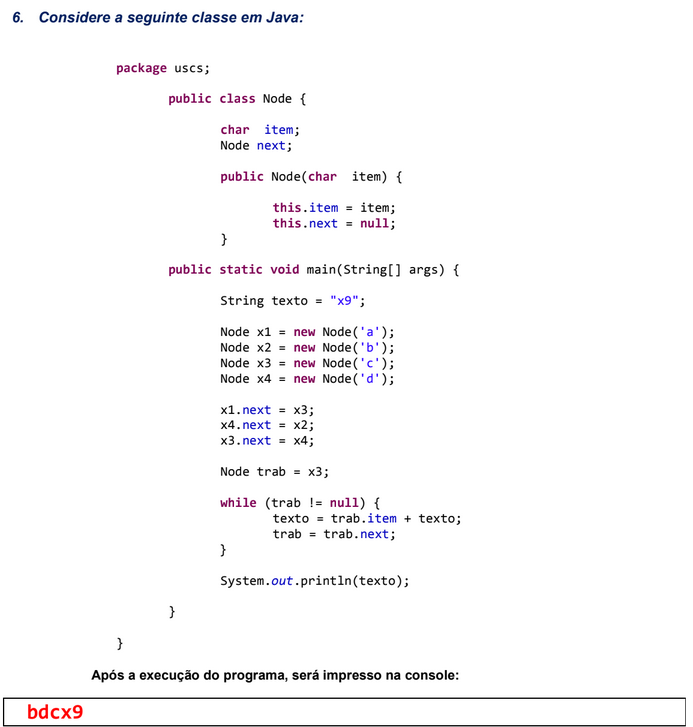 6. Considere a seguinte classe em Java:
package uscs;
public class Node {
char  item;
Node next;
public Node(char  item) {
this.item = item;
this.next = null;
}
public static void main(String[] args) {
String texto = "x9";
Node x1 = new Node('a');
Node x2 = new Node('b');
Node x3 = new Node('c');
Node x4 = new Node('d');
x1.next = x3;
x4.next = x2;
x3.next = x4;
Node trab = x3;
while (trab != null) {
texto = trab.item + texto;
trab = trab.next;
}
System.out.println(texto);
}
}
Após a execução do programa, será impresso na console:
bdcx9